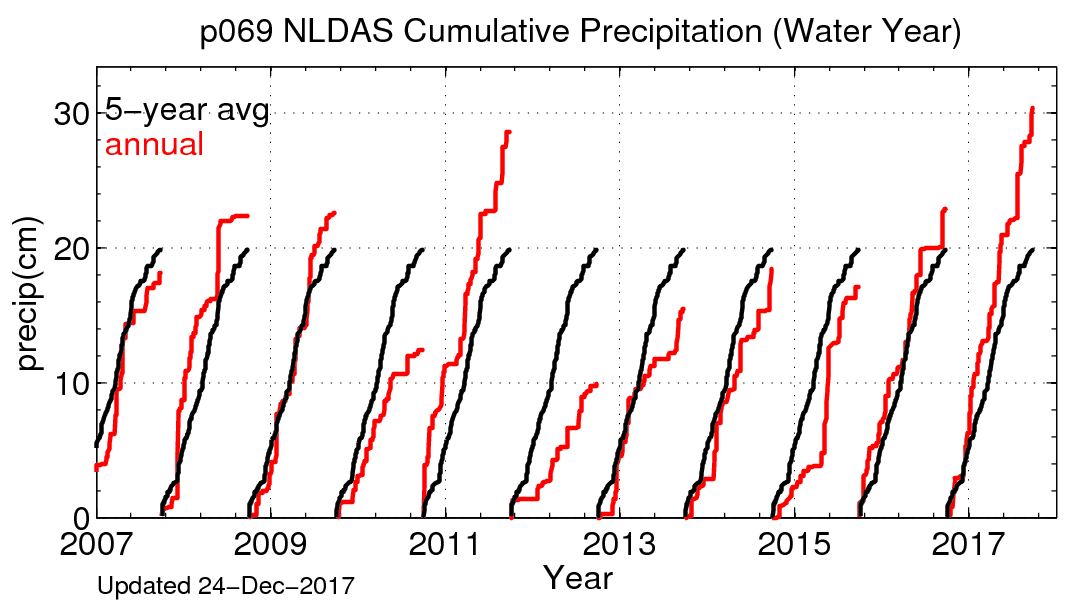 p069 NLDAS Cumulative Precipitation (Water Year)
30
5−year avg
annual
20
precip(cm)
10
0
2007 2009 2011 2013 2015 2017
Year
Updated 24−Dec−2017